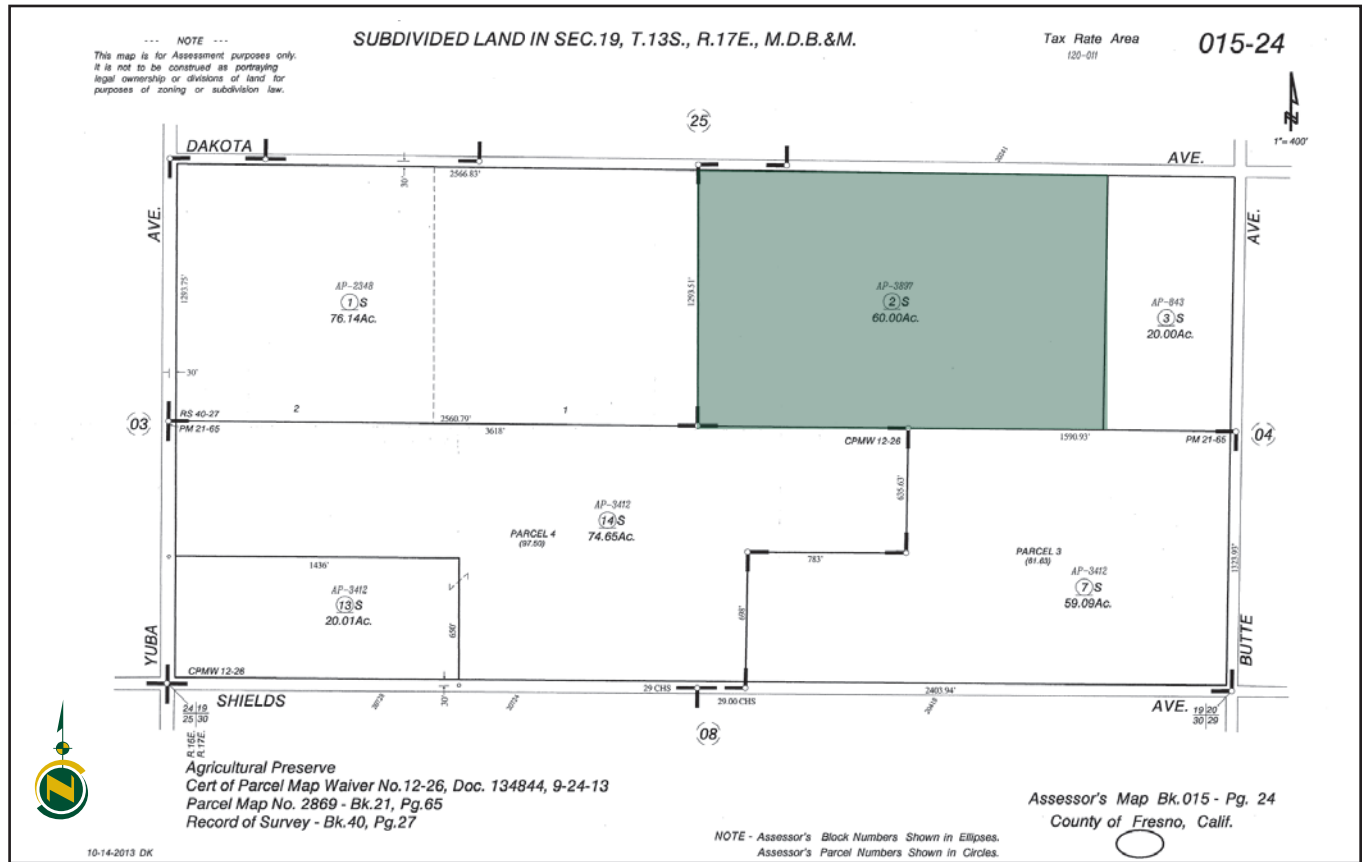 --- NOTE ---
This map is for Assessment purposes only.
It is not to be construed as portraying
legal ownership or divisions of land for
purposes of zoning or subdivision law.
SUBDIVIDED LAND IN SEC.19, T.13S., R.17E., M.D.B.&M.
Tax Rate Area
120-011
015-24
N
1"= 400'
25
DAKOTA
AVE.
30'
2566.83'
20241
AVE.
AVE.
1293.75'
AP-2348
1 S
76.14Ac.
1293.51'
AP-3897
2 S
60.00Ac.
AP-843
3 S
20.00Ac.
30'
03
RS 40-27
PM 21-65
2
2560.79'
3618'
1
CPMW 12-26
1590.93'
PM 21-65
04
PARCEL 4
(97.50)
AP-3412
14 S
74.65Ac.
635.63'
783'
PARCEL 3
(61.63)
AP-3412
7 S
59.09Ac.
1323.93'
1436'
AP-3412
13 S
20.01Ac.
650'
698'
YUBA
BUTTE
CPMW 12-26
SHIELDS
30'
29 CHS
29.00 CHS
2403.94'
20419
AVE.
24 19
25 30
19 20
30 29
R.16E.
R.17E.
08
N
Agricultural Preserve
Cert of Parcel Map Waiver No.12-26, Doc. 134844, 9-24-13
Parcel Map No. 2869 - Bk.21, Pg.65
Record of Survey - Bk.40, Pg.27
Assessor's Map Bk.015 - Pg. 24
County of Fresno, Calif.
NOTE - Assessor's Block Numbers Shown in Ellipses.
Assessor's Parcel Numbers Shown in Circles.
10-14-2013 DK